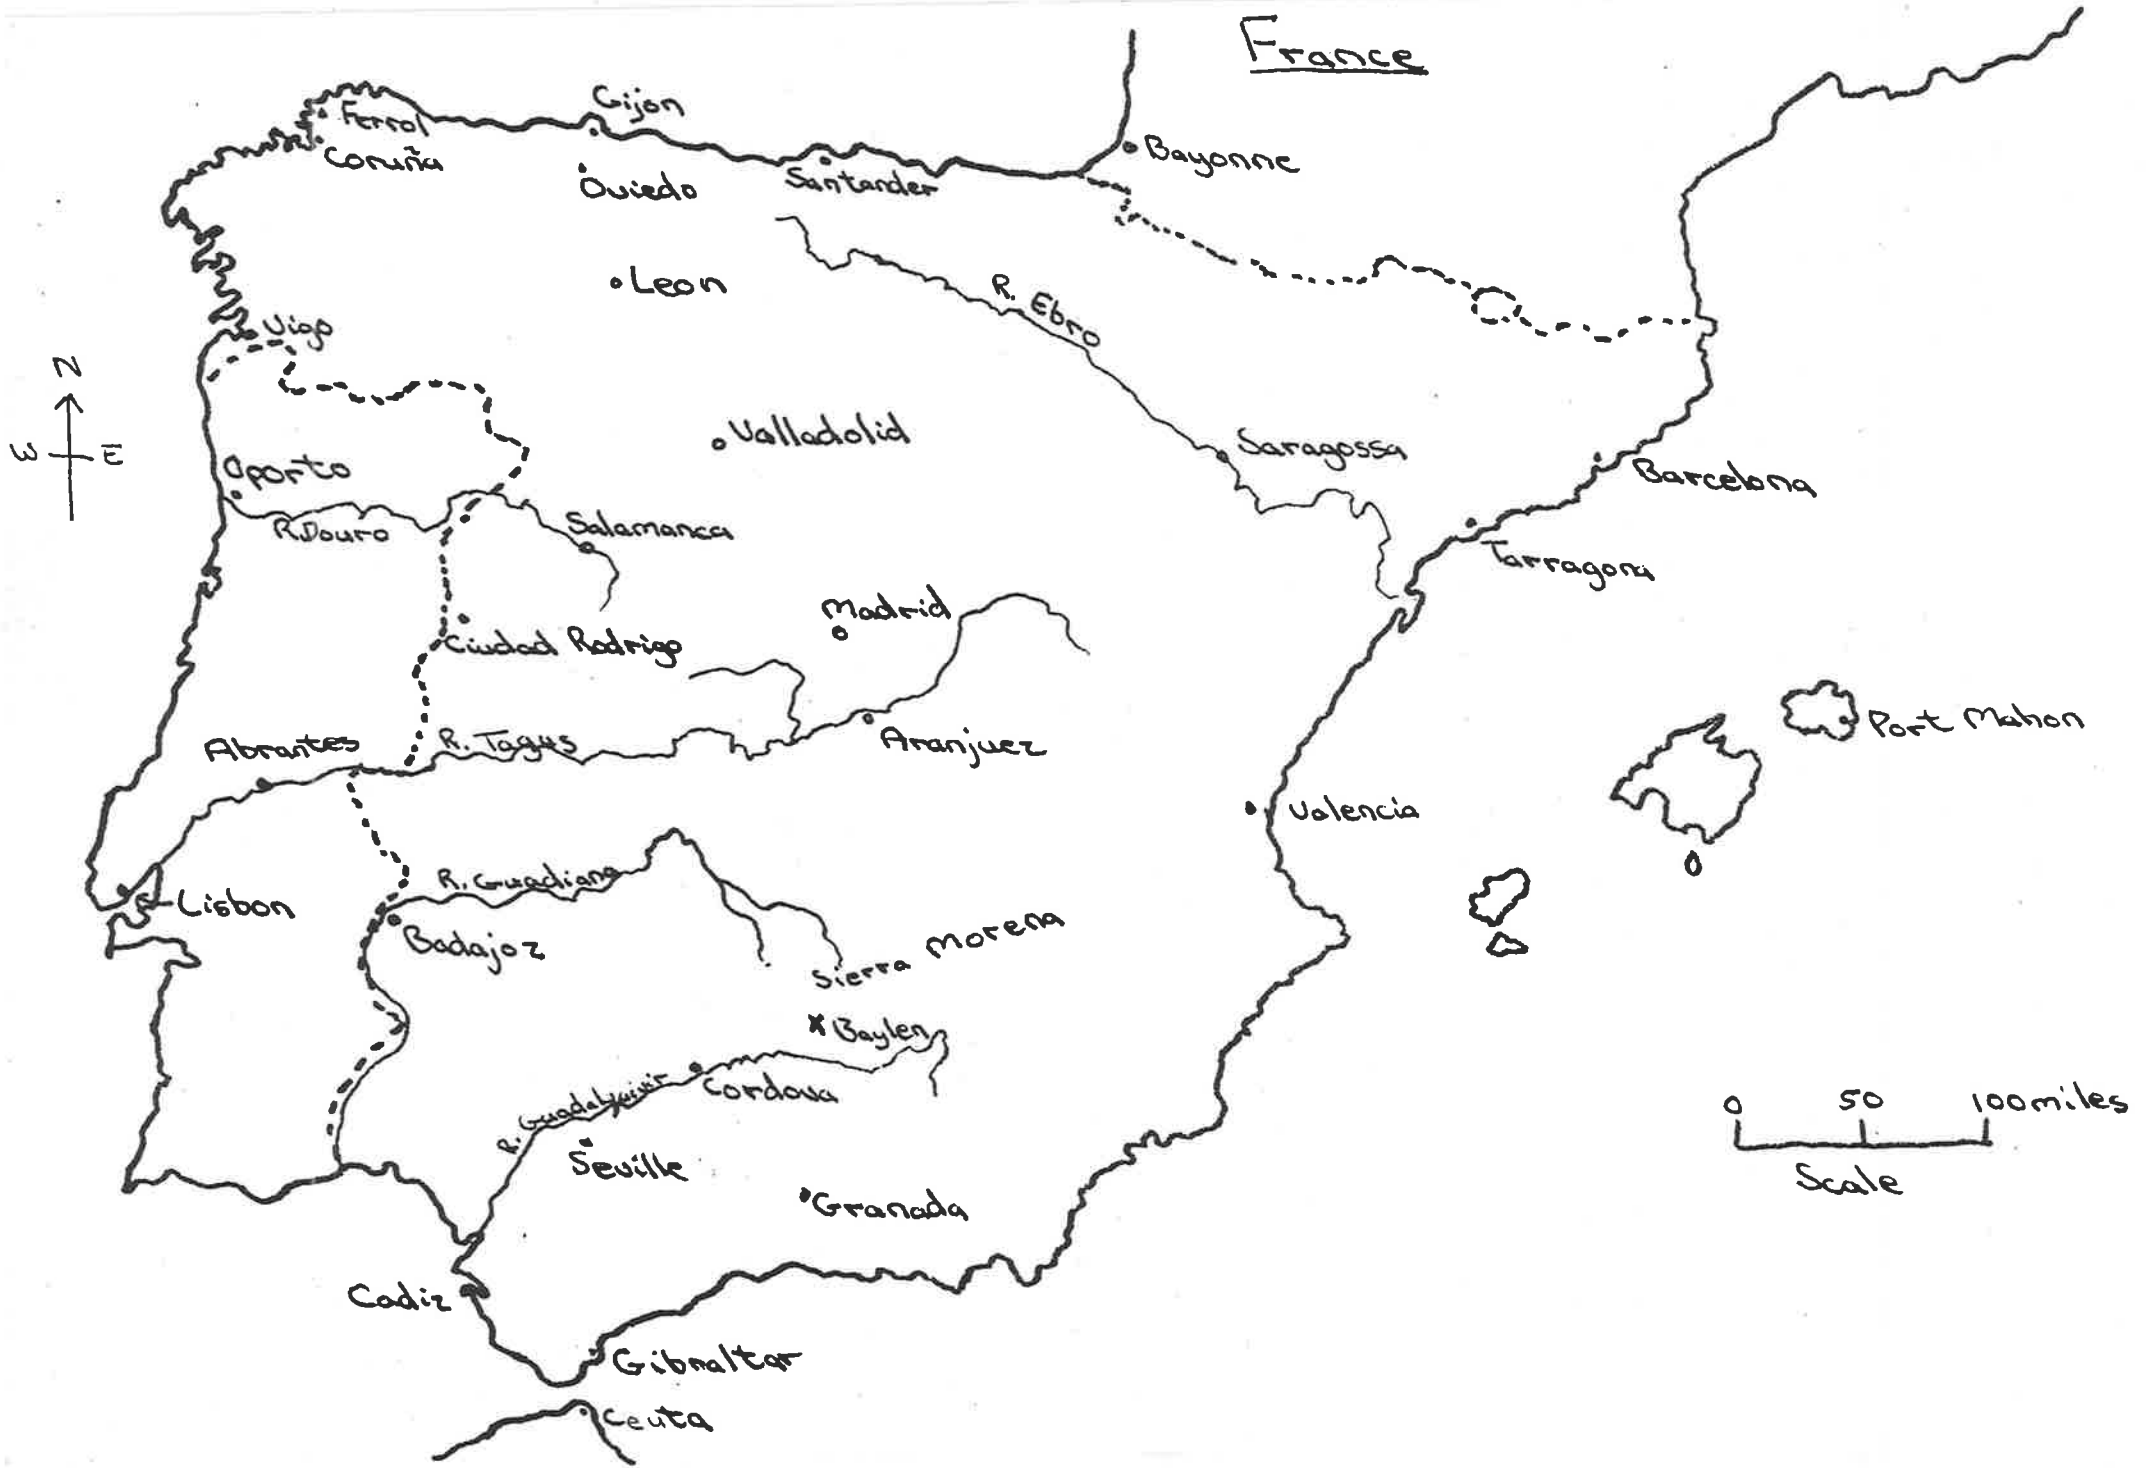 France
Gijon
Ferrol
Coruña
Bayonne
Oviedo
Santander
Leon
R. Ebro
Vigo
N
W E
Valladolid
Saragossa
Oporto
Barcelona
R. Douro
Salamanca
Tarragona
Madrid
Ciudad Rodrigo
Port Mahon
Abrantes
R. Tagus
Aranjuez
Valencia
R. Guadiana
Lisbon
Badajoz
Sierra Morena
x Baylen
R. Guadalquivir
Cordova
0 50 100 miles
Scale
Seville
Granada
Cadiz
Gibraltar
Ceuta